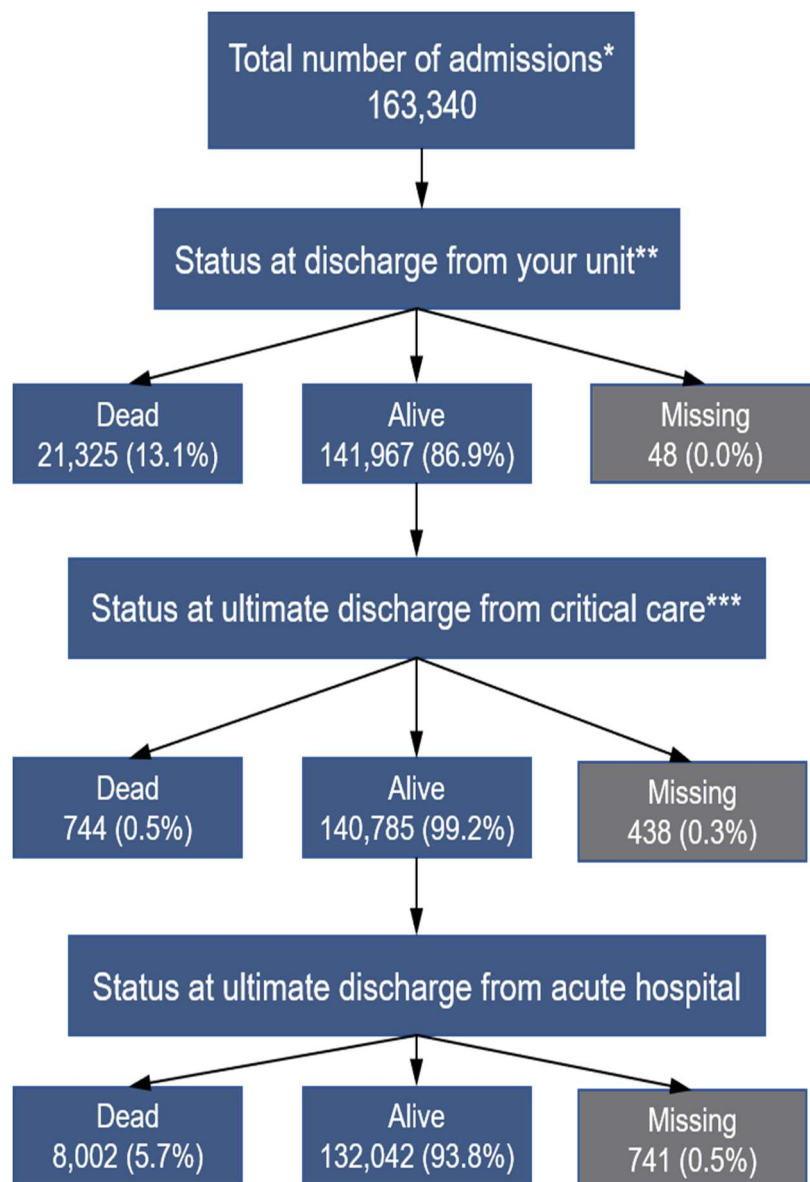 Total number of admissions*
163,340
Status at discharge from your unit**
Dead
21,325 (13.1%)
Alive
141,967 (86.9%)
Missing
48 (0.0%)
Status at ultimate discharge from critical care***
Dead
744 (0.5%)
Alive
140,785 (99.2%)
Missing
438 (0.3%)
Status at ultimate discharge from acute hospital
Dead
8,002 (5.7%)
Alive
132,042 (93.8%)
Missing
741 (0.5%)